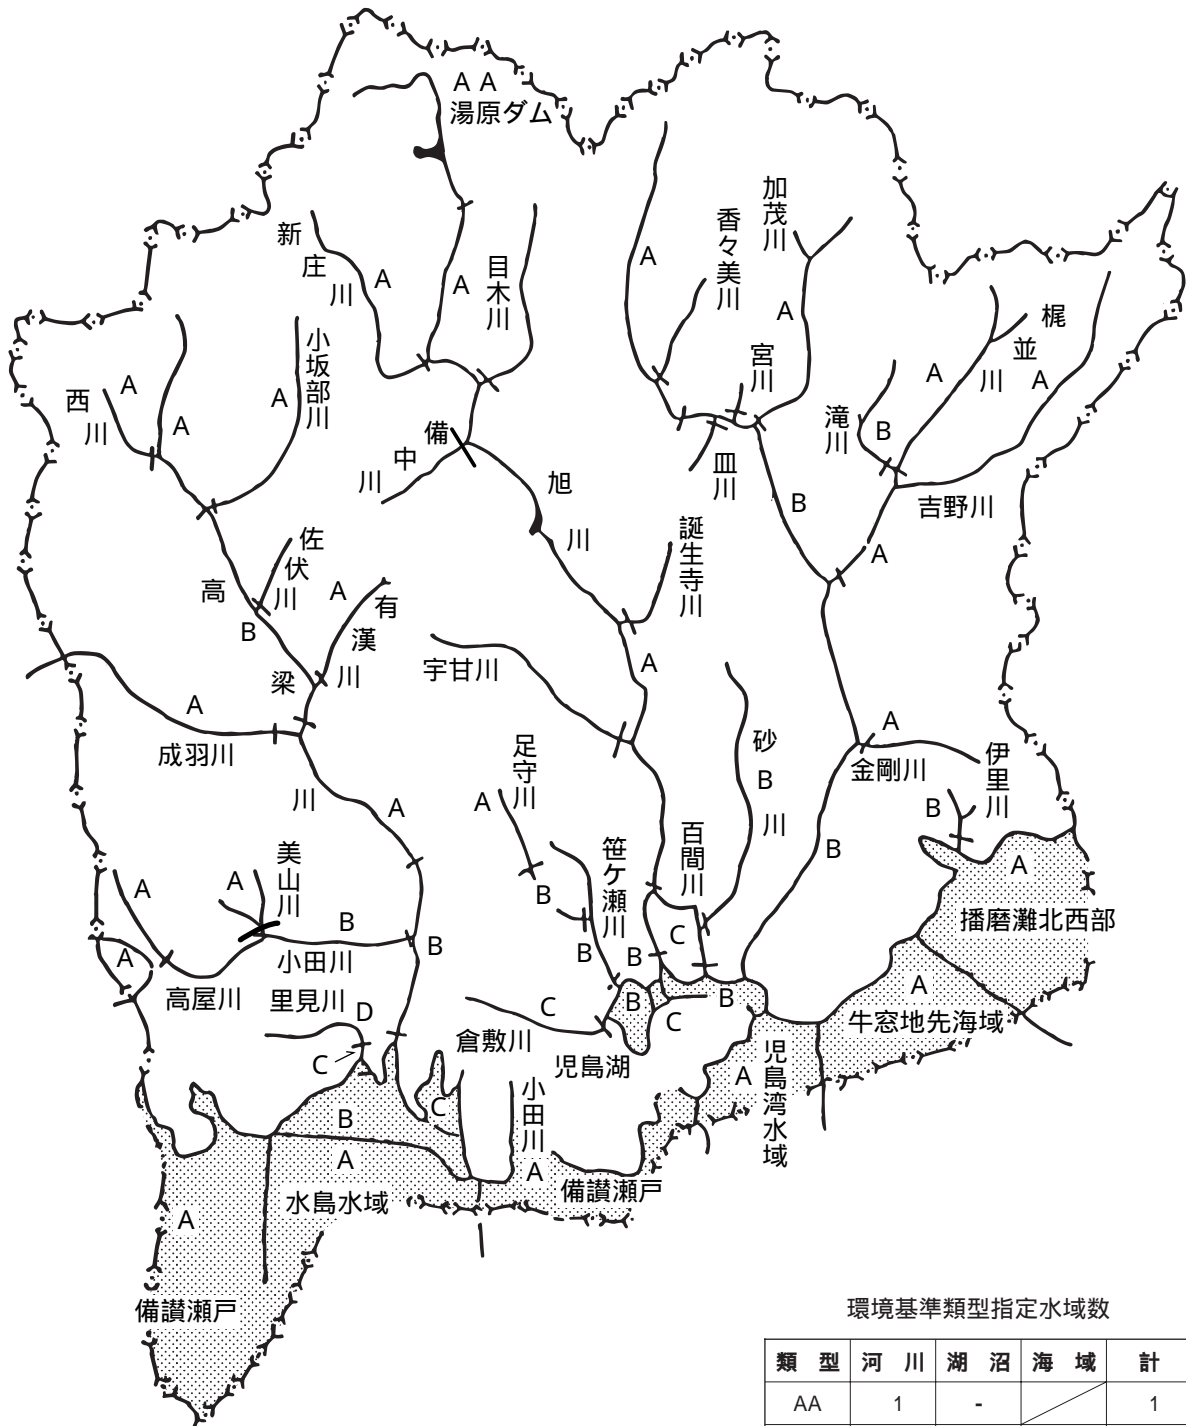 A A
湯原ダム
新庄川
A
A
目木川
A
香々美川
加茂川
A
宮川
皿川
梶並川
A
A
滝川
B
吉野川
A
B
西川
A
A
小坂部川
A
備中川
旭川
誕生寺川
A
佐伏川
高梁川
B
A
有漢川
宇甘川
A
成羽川
A
足守川
A
B
砂川
B
百間川
C
笹ケ瀬川
B
B
金剛川
A
伊里川
B
B
美山川
A
A
B
B
小田川
高屋川
A
里見川
D
C
倉敷川
C
児島湖
B
C
B
A
播磨灘北西部
A
牛窓地先海域
A
児島湾水域
小田川
C
B
A
水島水域
A
備讃瀬戸
A
備讃瀬戸
環境基準類型指定水域数
類 型 河 川 湖 沼 海 域 計
AA 1 - 1